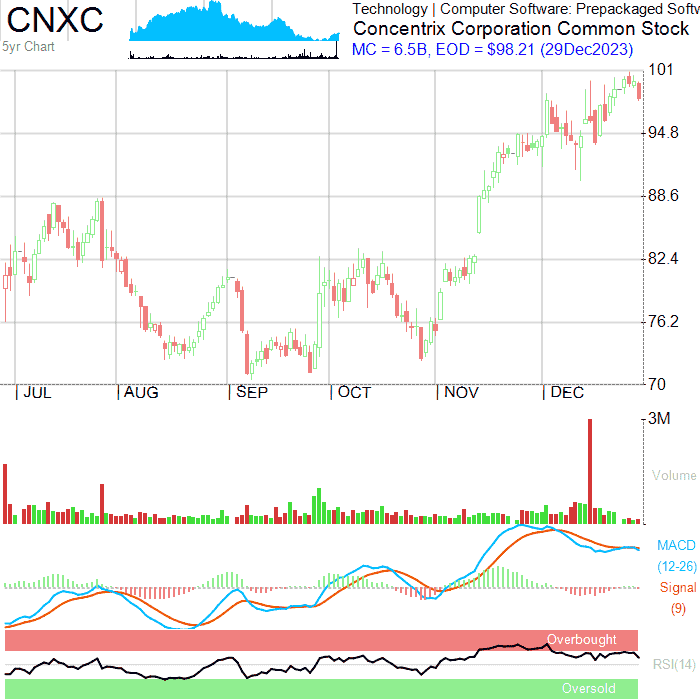 CNXC
5yr Chart
Technology | Computer Software: Prepackaged Softw
Concentrix Corporation Common Stock
MC = 6.5B, EOD = $98.21 (29Dec2023)
101
94.8
88.6
82.4
76.2
70
JUL AUG SEP OCT NOV DEC
3M
Volume
MACD
(12-26)
Signal
(9)
Overbought
RSI(14)
Oversold